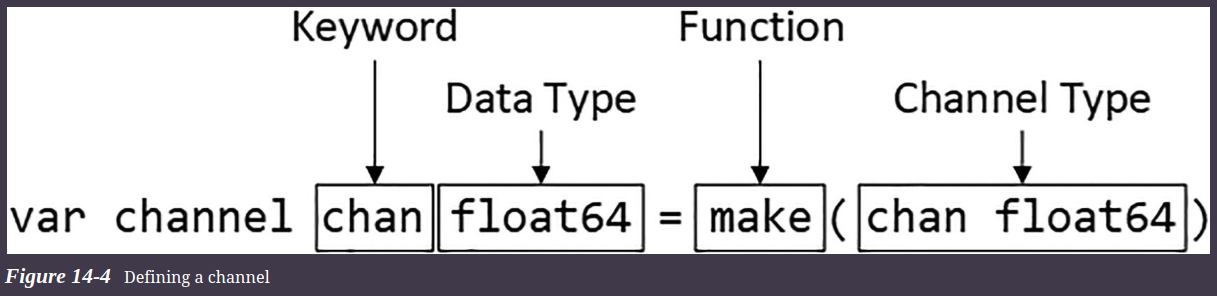 Keyword Function
Data Type Channel Type
var channel chan float64 = make(chan float64)
Figure 14-4 Defining a channel